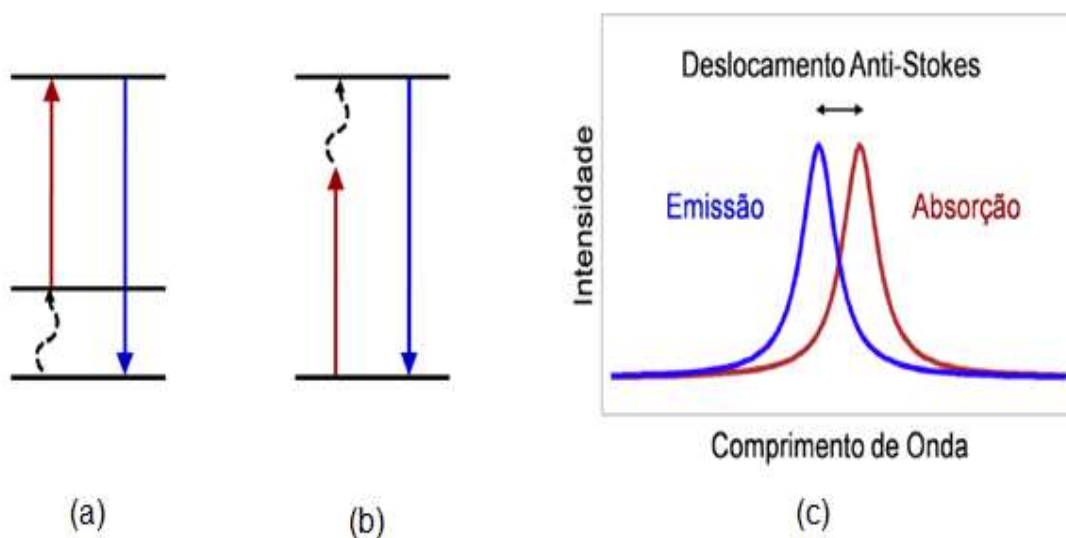 Deslocamento Anti-Stokes
Intensidade
Emissão
Absorção
Comprimento de Onda
(a)
(b)
(c)